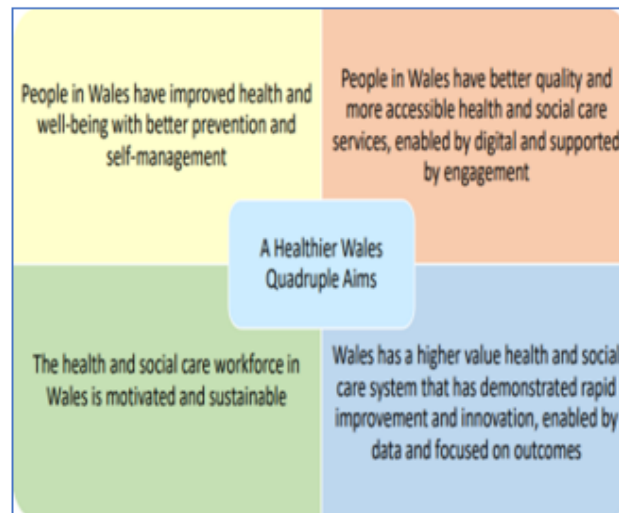 People in Wales have improved health and
well-being with better prevention and
self-management
People in Wales have better quality and
more accessible health and social care
services, enabled by digital and supported
by engagement
A Healthier Wales
Quadruple Aims
The health and social care workforce in
Wales is motivated and sustainable
Wales has a higher value health and social
care system that has demonstrated rapid
improvement and innovation, enabled by
data and focused on outcomes